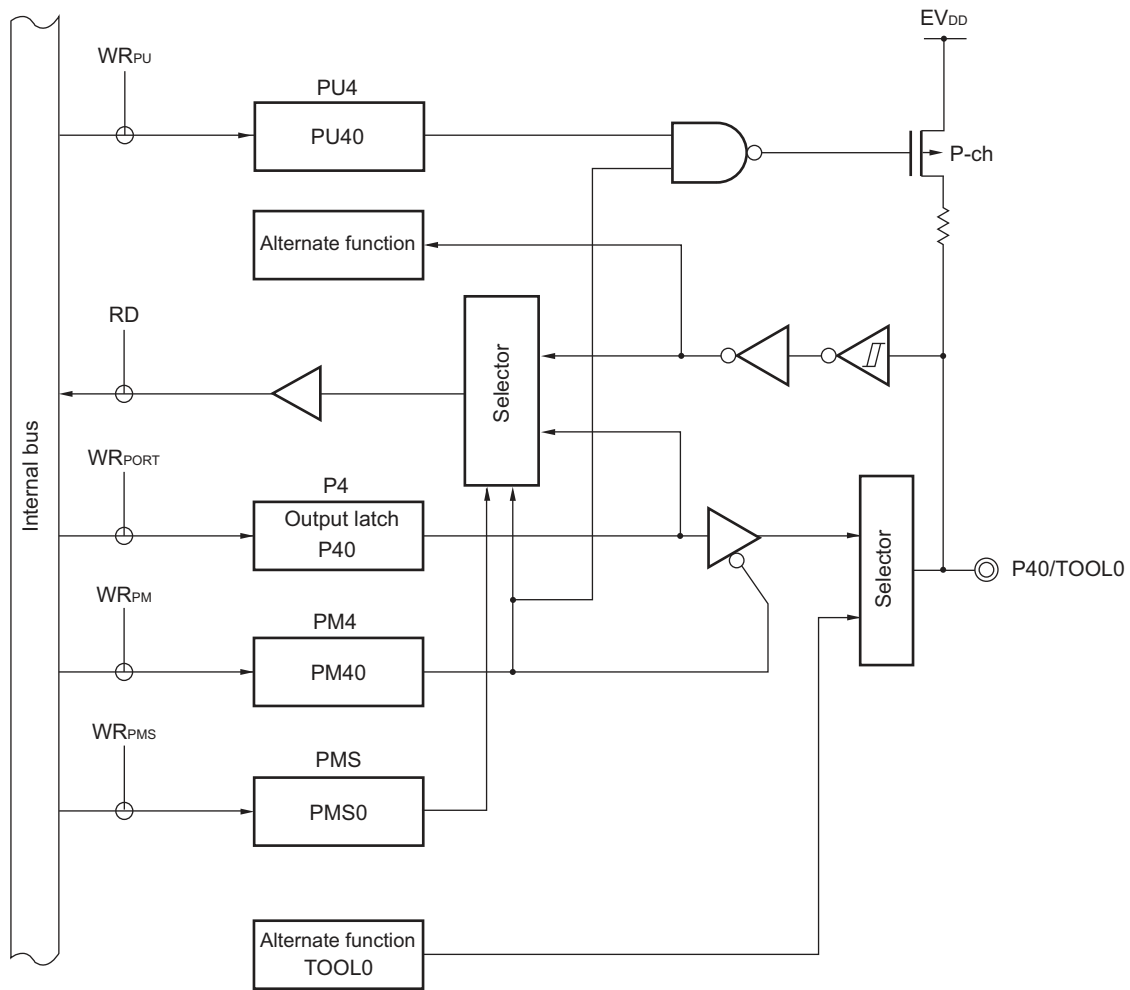 EVDD
WRPU
PU4
PU40
P-ch
Alternate function
RD
Selector
Internal bus
WRPORT
P4
Output latch
P40
Selector
P40/TOOL0
WRPM
PM4
PM40
WRPMS
PMS
PMS0
Alternate function
TOOL0